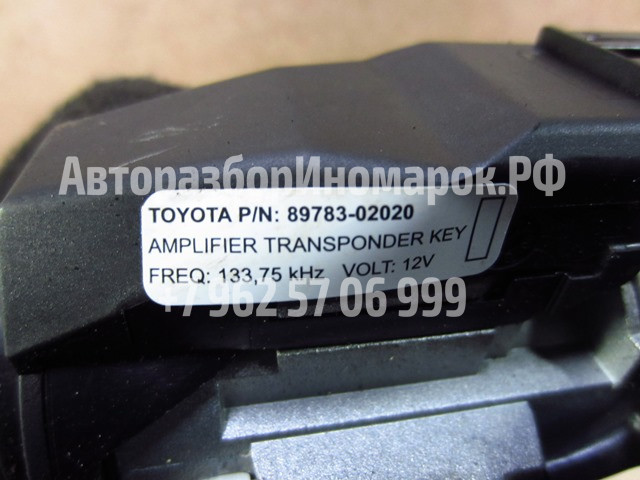 АвторазборИномарок.РФ
TOYOTA P/N: 89783-02020
AMPLIFIER TRANSPONDER KEY
FREQ: 133,75 kHz VOLT: 12V
+7 962 57 06 999